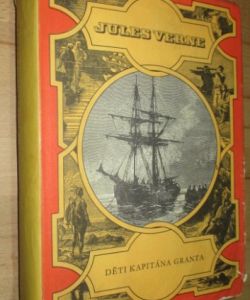 JULES VERNE
DĚTI KAPITÁNA GRANTA